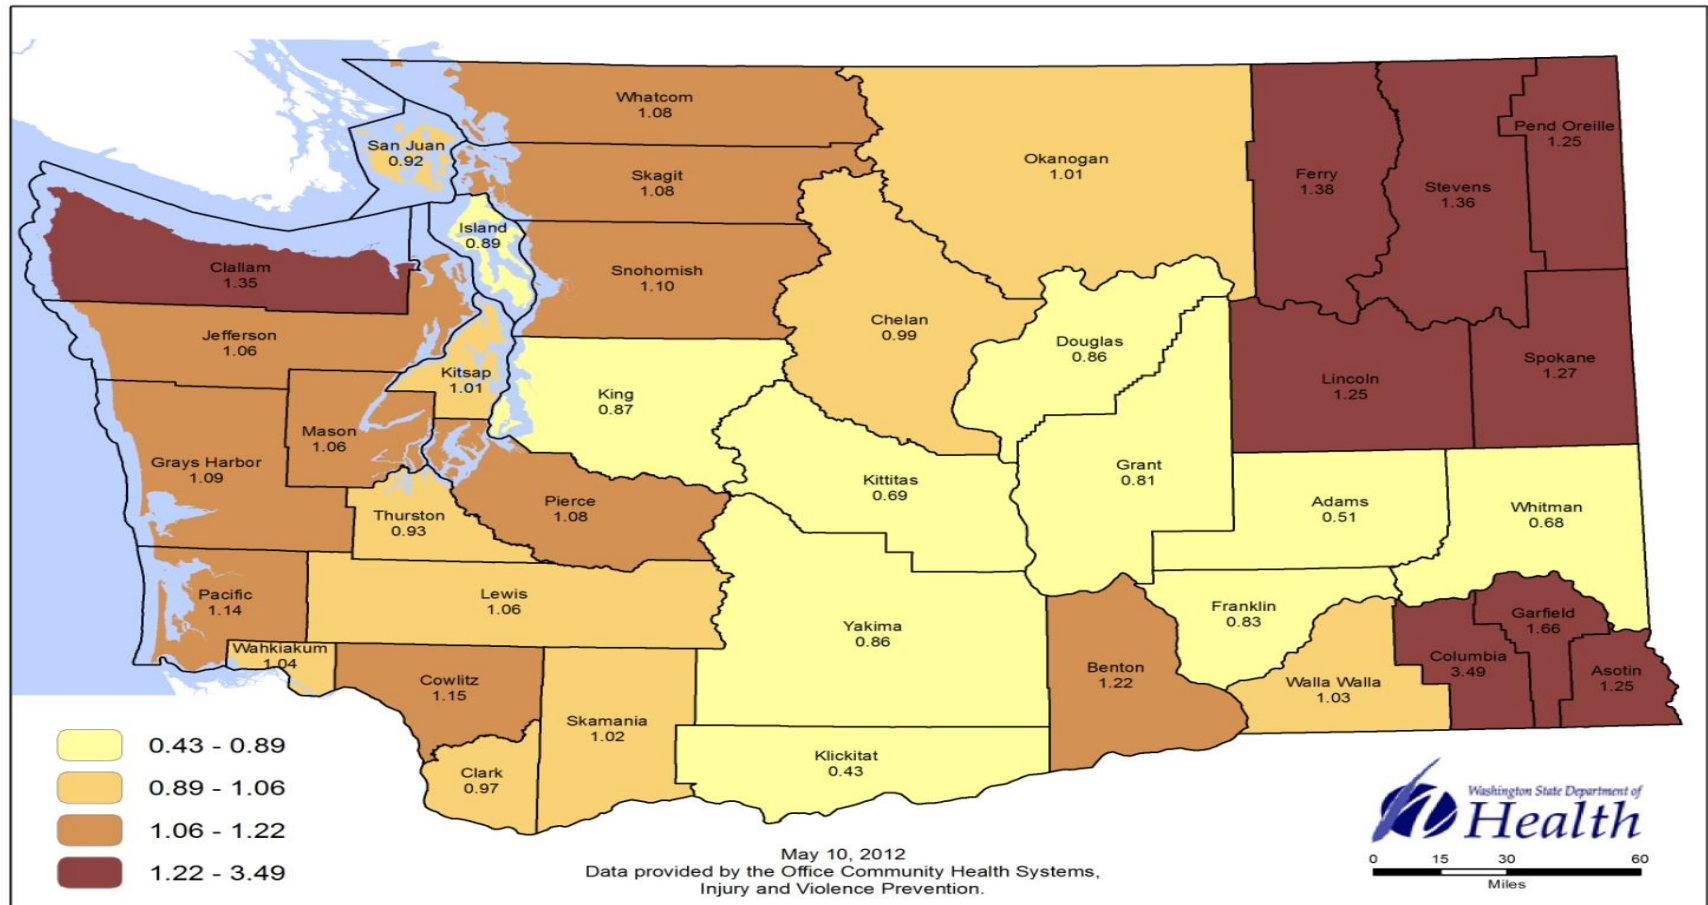 Whatcom
1.08
San Juan
0.92
Skagit
1.08
Okanogan
1.01
Ferry
1.38
Stevens
1.36
Pend Oreille
1.25
Island
0.89
Clallam
1.35
Snohomish
1.10
Jefferson
1.06
Chelan
0.99
Douglas
0.86
Kitsap
1.01
King
0.87
Lincoln
1.25
Spokane
1.27
Mason
1.06
Grays Harbor
1.09
Grant
0.81
Kittitas
0.69
Pierce
1.08
Thurston
0.93
Adams
0.51
Whitman
0.68
Pacific
1.14
Lewis
1.06
Yakima
0.86
Franklin
0.83
Garfield
1.66
Wahkiakum
1.04
Columbia
3.49
Asotin
1.25
Cowlitz
1.15
Benton
1.22
Walla Walla
1.03
Skamania
1.02
Klickitat
0.43
Clark
0.97
0.43 - 0.89
0.89 - 1.06
1.06 - 1.22
1.22 - 3.49
May 10, 2012
Data provided by the Office Community Health Systems,
Injury and Violence Prevention.
Washington State Department of
Health
0 15 30 60
Miles